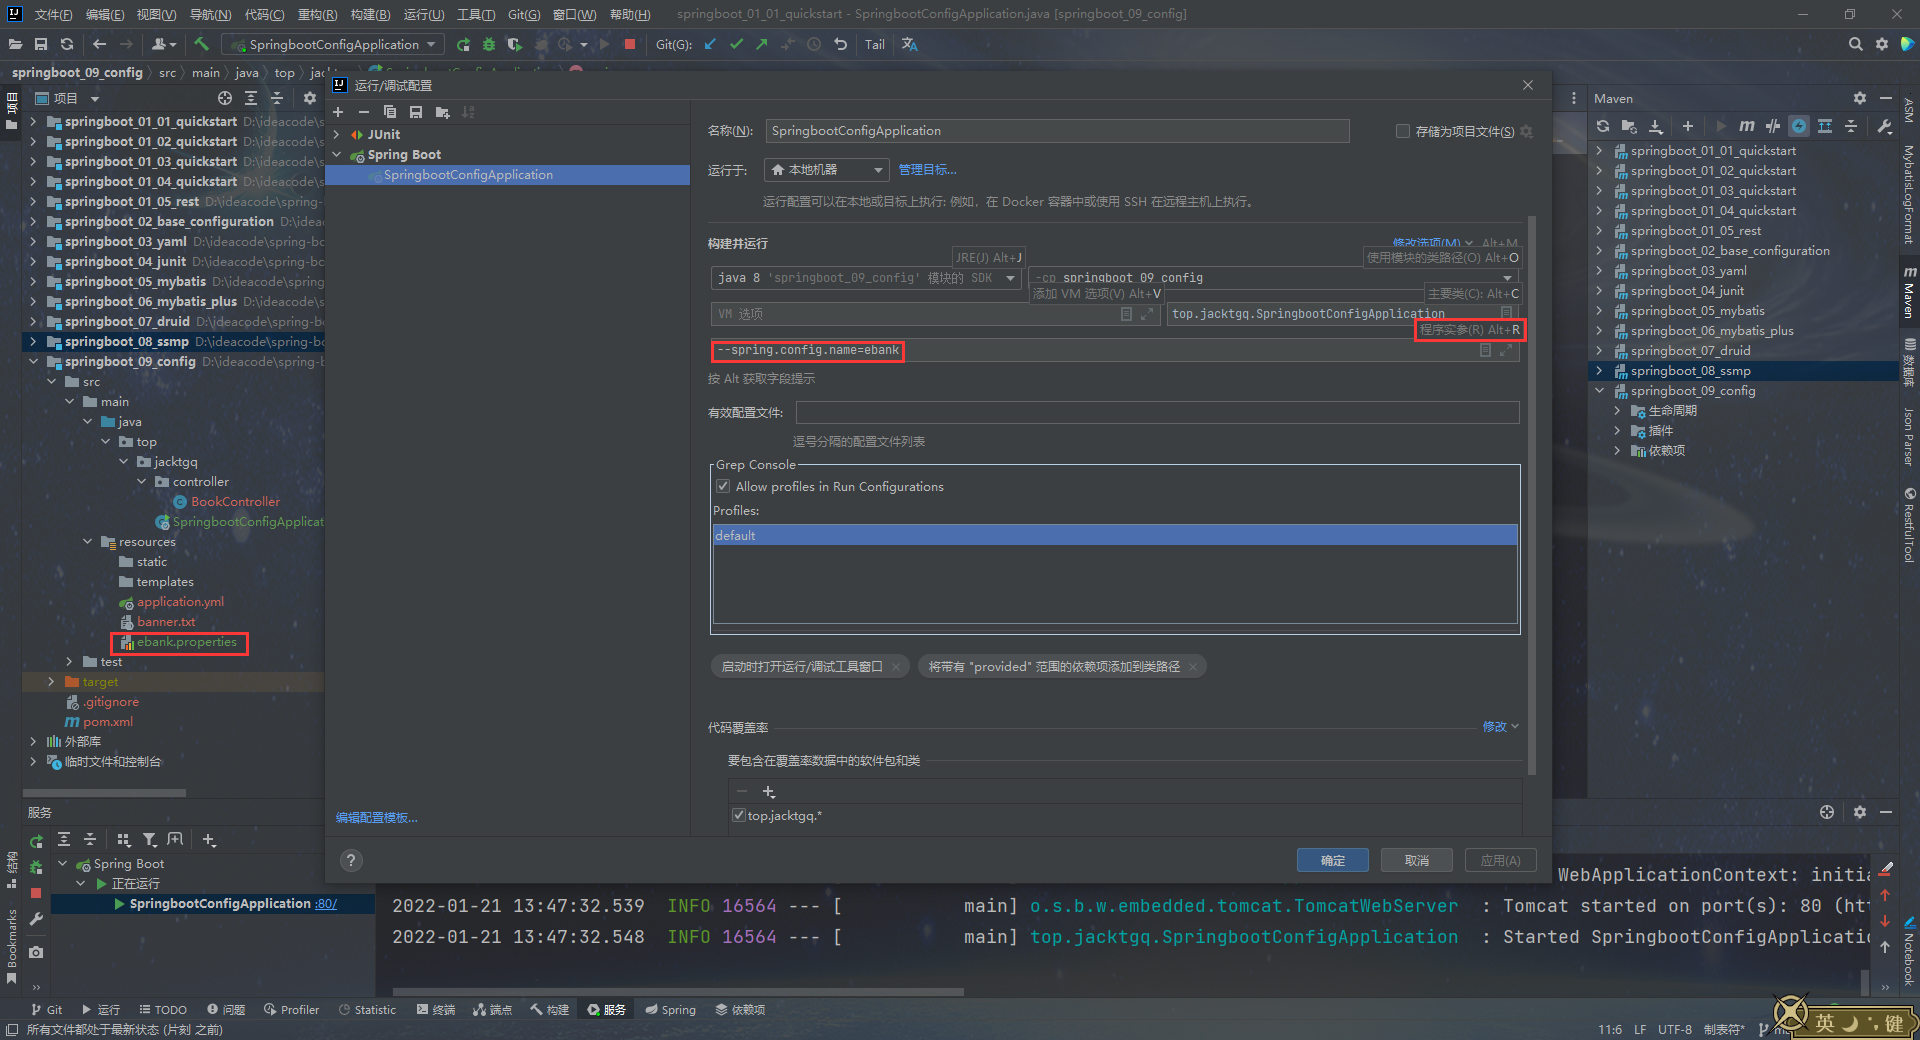 文件(F) 编辑(E) 视图(V) 导航(N) 代码(C) 重构(R) 构建(B) 运行(U) 工具(T) Git(G) 窗口(W) 帮助(H) springboot_01_01_quickstart - SpringbootConfigApplication.java [springboot_09_config]
SpringbootConfigApplication Git(G): Tail
springboot_09_config src main java top
项目
运行/调试配置
JUnit
Spring Boot
SpringbootConfigApplication
编辑配置模板...
名称(N): SpringbootConfigApplication 存储为项目文件(S)
运行于: 本地机器 管理目标...
运行配置可以在本地或目标上执行: 例如，在 Docker 容器中或使用 SSH 在远程主机上执行。
构建并运行 修改选项(M) Alt+M
JRE(J) Alt+J 使用模块的类路径(O) Alt+O
java 8 'springboot_09_config' 模块的 SDK -cp springboot_09_config
添加 VM 选项(V) Alt+V 主要类(C): Alt+C
VM 选项 top.jacktgq.SpringbootConfigApplication
程序实参(R) Alt+R
--spring.config.name=ebank
按 Alt 获取字段提示
有效配置文件:
逗号分隔的配置文件列表
Grep Console
Allow profiles in Run Configurations
Profiles:
default
启动时打开运行/调试工具窗口 将带有 "provided" 范围的依赖项添加到类路径
代码覆盖率 修改
要包含在覆盖率数据中的软件包和类
top.jacktgq.*
确定 取消 应用(A)
项目
springboot_01_01_quickstart D:\ideacode\s
springboot_01_02_quickstart D:\ideacode\s
springboot_01_03_quickstart D:\ideacode\s
springboot_01_04_quickstart D:\ideacode\s
springboot_01_05_rest D:\ideacode\spring-
springboot_02_base_configuration D:\idea
springboot_03_yaml D:\ideacode\spring-bo
springboot_04_junit D:\ideacode\spring-bo
springboot_05_mybatis D:\ideacode\spring
springboot_06_mybatis_plus D:\ideacode\s
springboot_07_druid D:\ideacode\spring-b
springboot_08_ssmp D:\ideacode\spring-bo
springboot_09_config D:\ideacode\spring-b
src
main
java
top
jacktgq
controller
BookController
SpringbootConfigApplicat
resources
static
templates
application.yml
banner.txt
ebank.properties
test
target
.gitignore
pom.xml
外部库
临时文件和控制台
Maven
springboot_01_01_quickstart
springboot_01_02_quickstart
springboot_01_03_quickstart
springboot_01_04_quickstart
springboot_01_05_rest
springboot_02_base_configuration
springboot_03_yaml
springboot_04_junit
springboot_05_mybatis
springboot_06_mybatis_plus
springboot_07_druid
springboot_08_ssmp
springboot_09_config
生命周期
插件
依赖项
ASM
MybatisLogFormat
Maven
数据库
Json Parser
RestfulTool
Notebook
服务
Spring Boot
正在运行
SpringbootConfigApplication :80/
结构
Bookmarks
WebApplicationContext: initia
2022-01-21 13:47:32.539 INFO 16564 --- [ main] o.s.b.w.embedded.tomcat.TomcatWebServer : Tomcat started on port(s): 80 (htt
2022-01-21 13:47:32.548 INFO 16564 --- [ main] top.jacktgq.SpringbootConfigApplication : Started SpringbootConfigApplicatio
Git 运行 TODO 问题 Profiler Statistic 终端 端点 构建 服务 Spring 依赖项
所有文件都处于最新状态 (片刻 之前) 11:6 LF UTF-8 制表符*
英 键